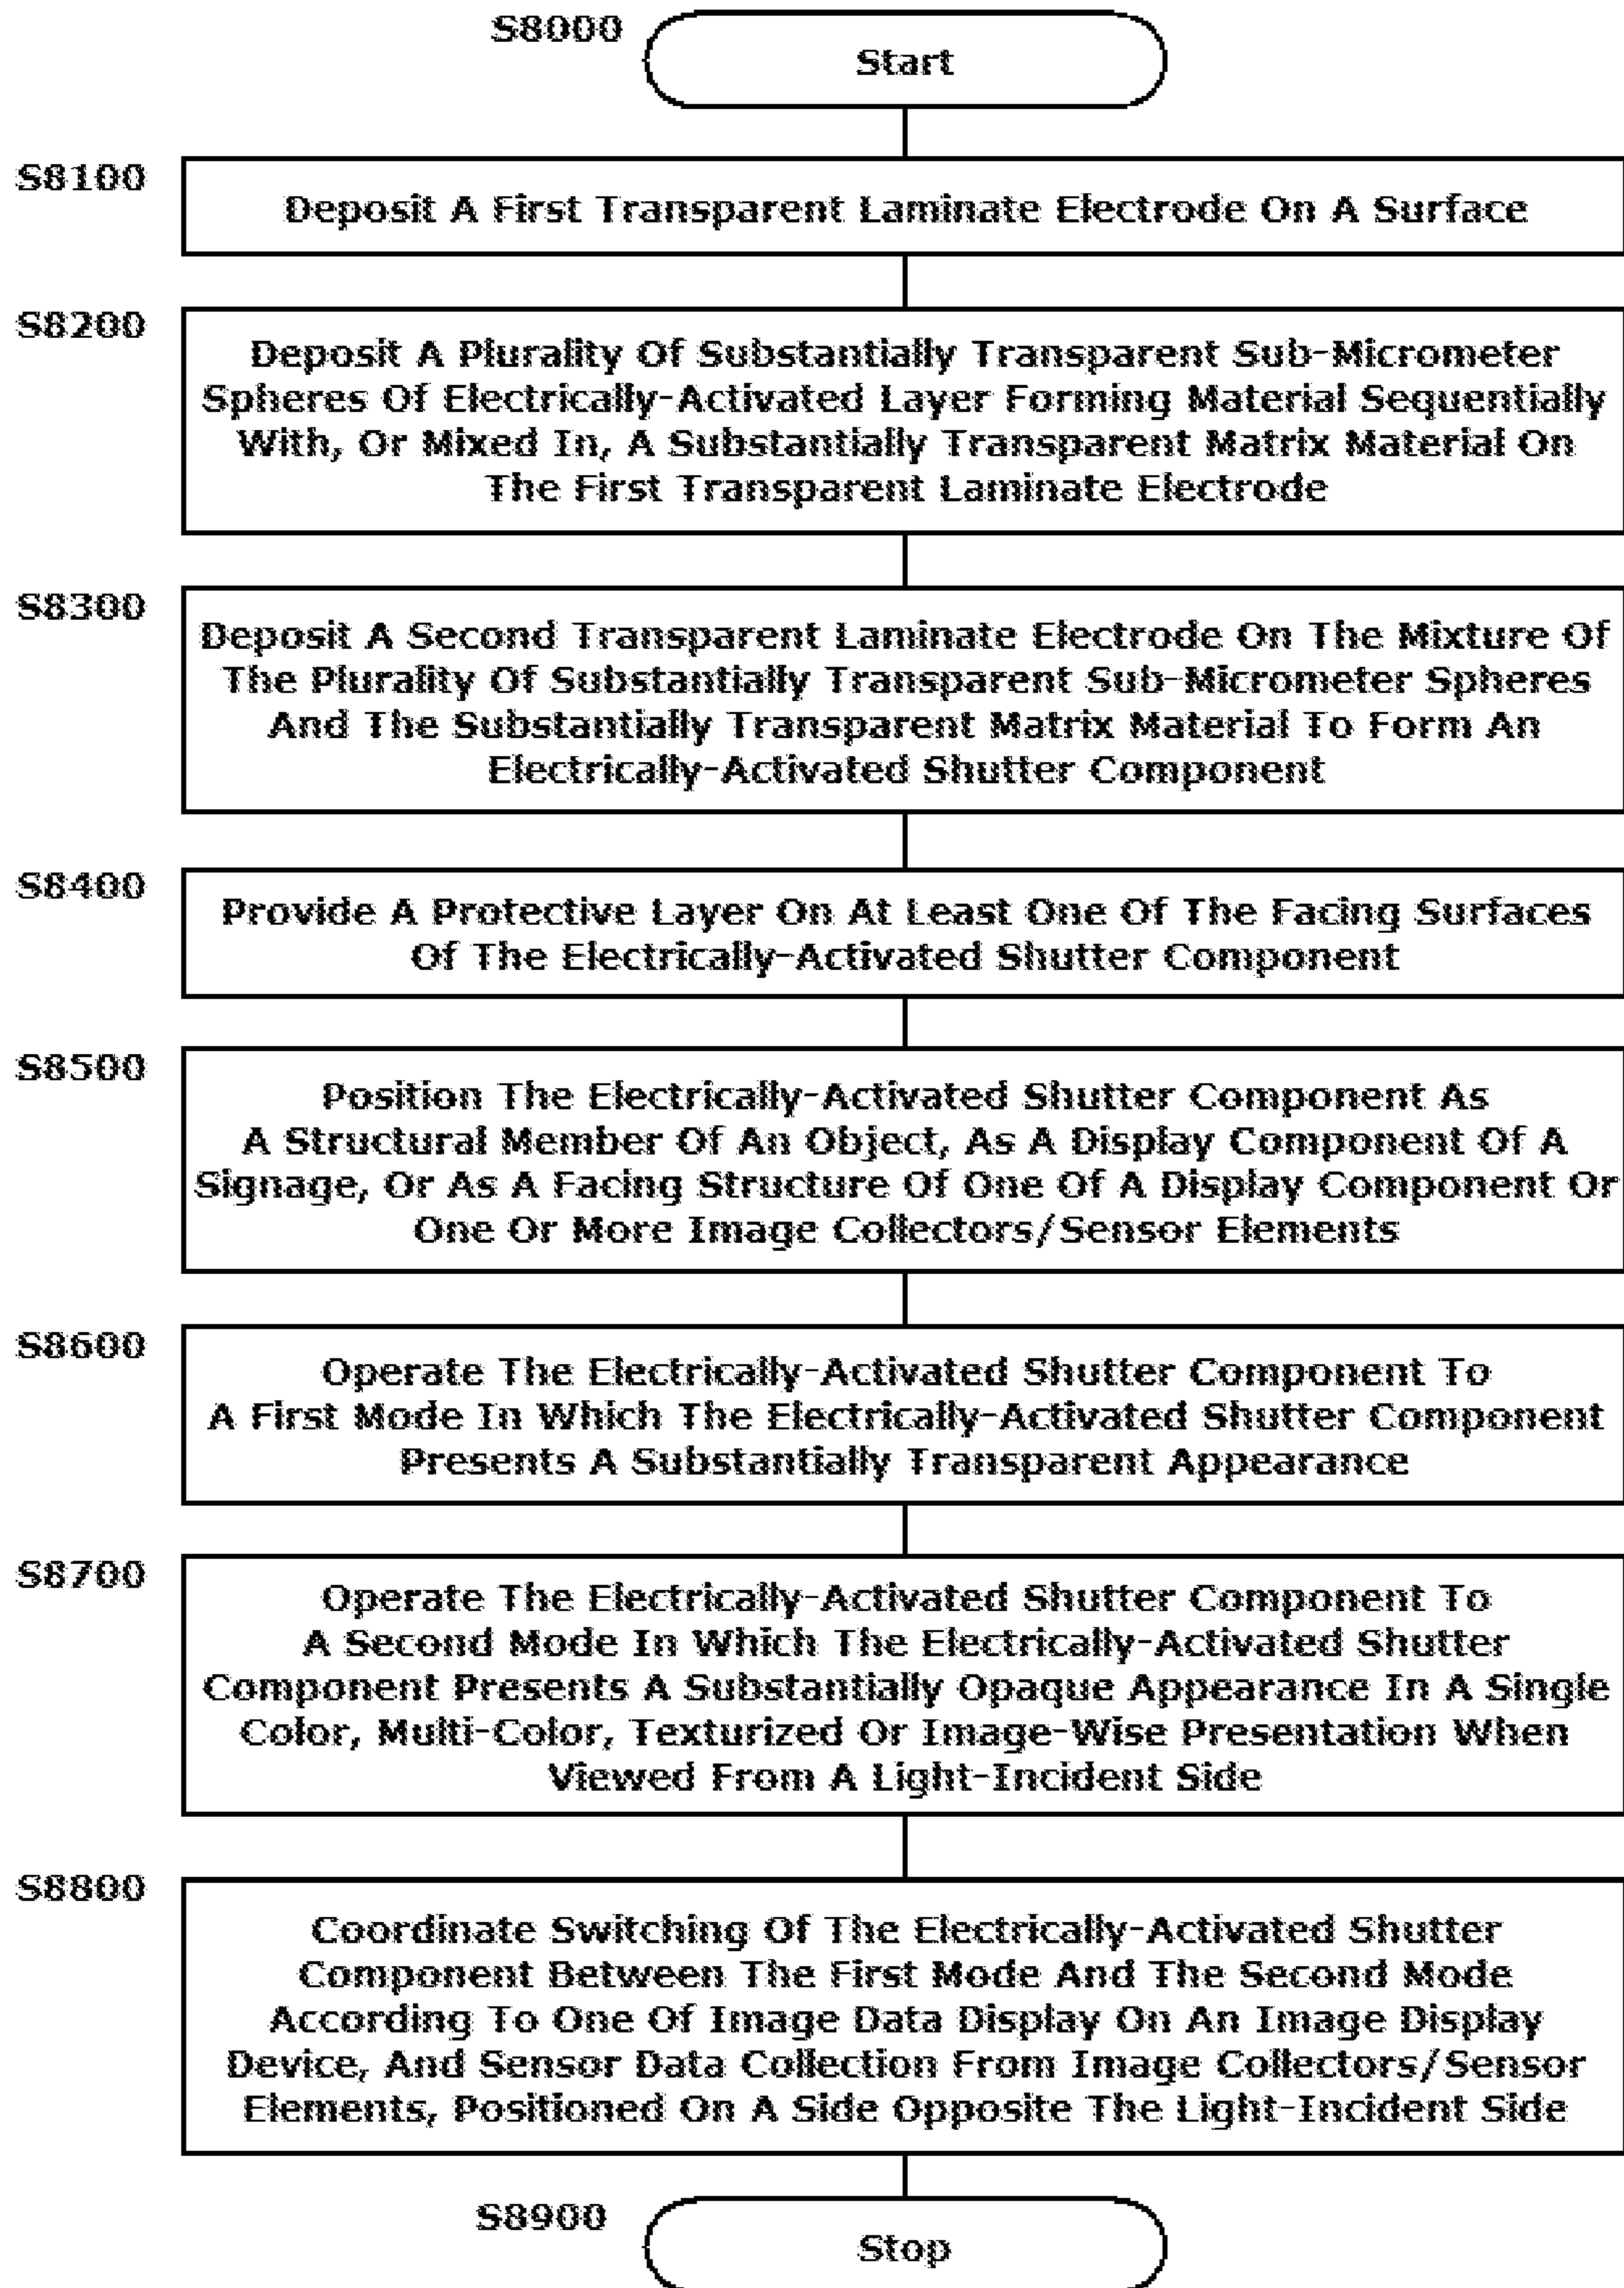 S8000
Start
S8100
Deposit A First Transparent Laminate Electrode On A Surface
S8200
Deposit A Plurality Of Substantially Transparent Sub-Micrometer
Spheres Of Electrically-Activated Layer Forming Material Sequentially
With, Or Mixed In, A Substantially Transparent Matrix Material On
The First Transparent Laminate Electrode
S8300
Deposit A Second Transparent Laminate Electrode On The Mixture Of
The Plurality Of Substantially Transparent Sub-Micrometer Spheres
And The Substantially Transparent Matrix Material To Form An
Electrically-Activated Shutter Component
S8400
Provide A Protective Layer On At Least One Of The Facing Surfaces
Of The Electrically-Activated Shutter Component
S8500
Position The Electrically-Activated Shutter Component As
A Structural Member Of An Object, As A Display Component Of A
Signage, Or As A Facing Structure Of One Of A Display Component Or
One Or More Image Collectors/Sensor Elements
S8600
Operate The Electrically-Activated Shutter Component To
A First Mode In Which The Electrically-Activated Shutter Component
Presents A Substantially Transparent Appearance
S8700
Operate The Electrically-Activated Shutter Component To
A Second Mode In Which The Electrically-Activated Shutter
Component Presents A Substantially Opaque Appearance In A Single
Color, Multi-Color, Texturized Or Image-Wise Presentation When
Viewed From A Light-Incident Side
S8800
Coordinate Switching Of The Electrically-Activated Shutter
Component Between The First Mode And The Second Mode
According To One Of Image Data Display On An Image Display
Device, And Sensor Data Collection From Image Collectors/Sensor
Elements, Positioned On A Side Opposite The Light-Incident Side
S8900
Stop